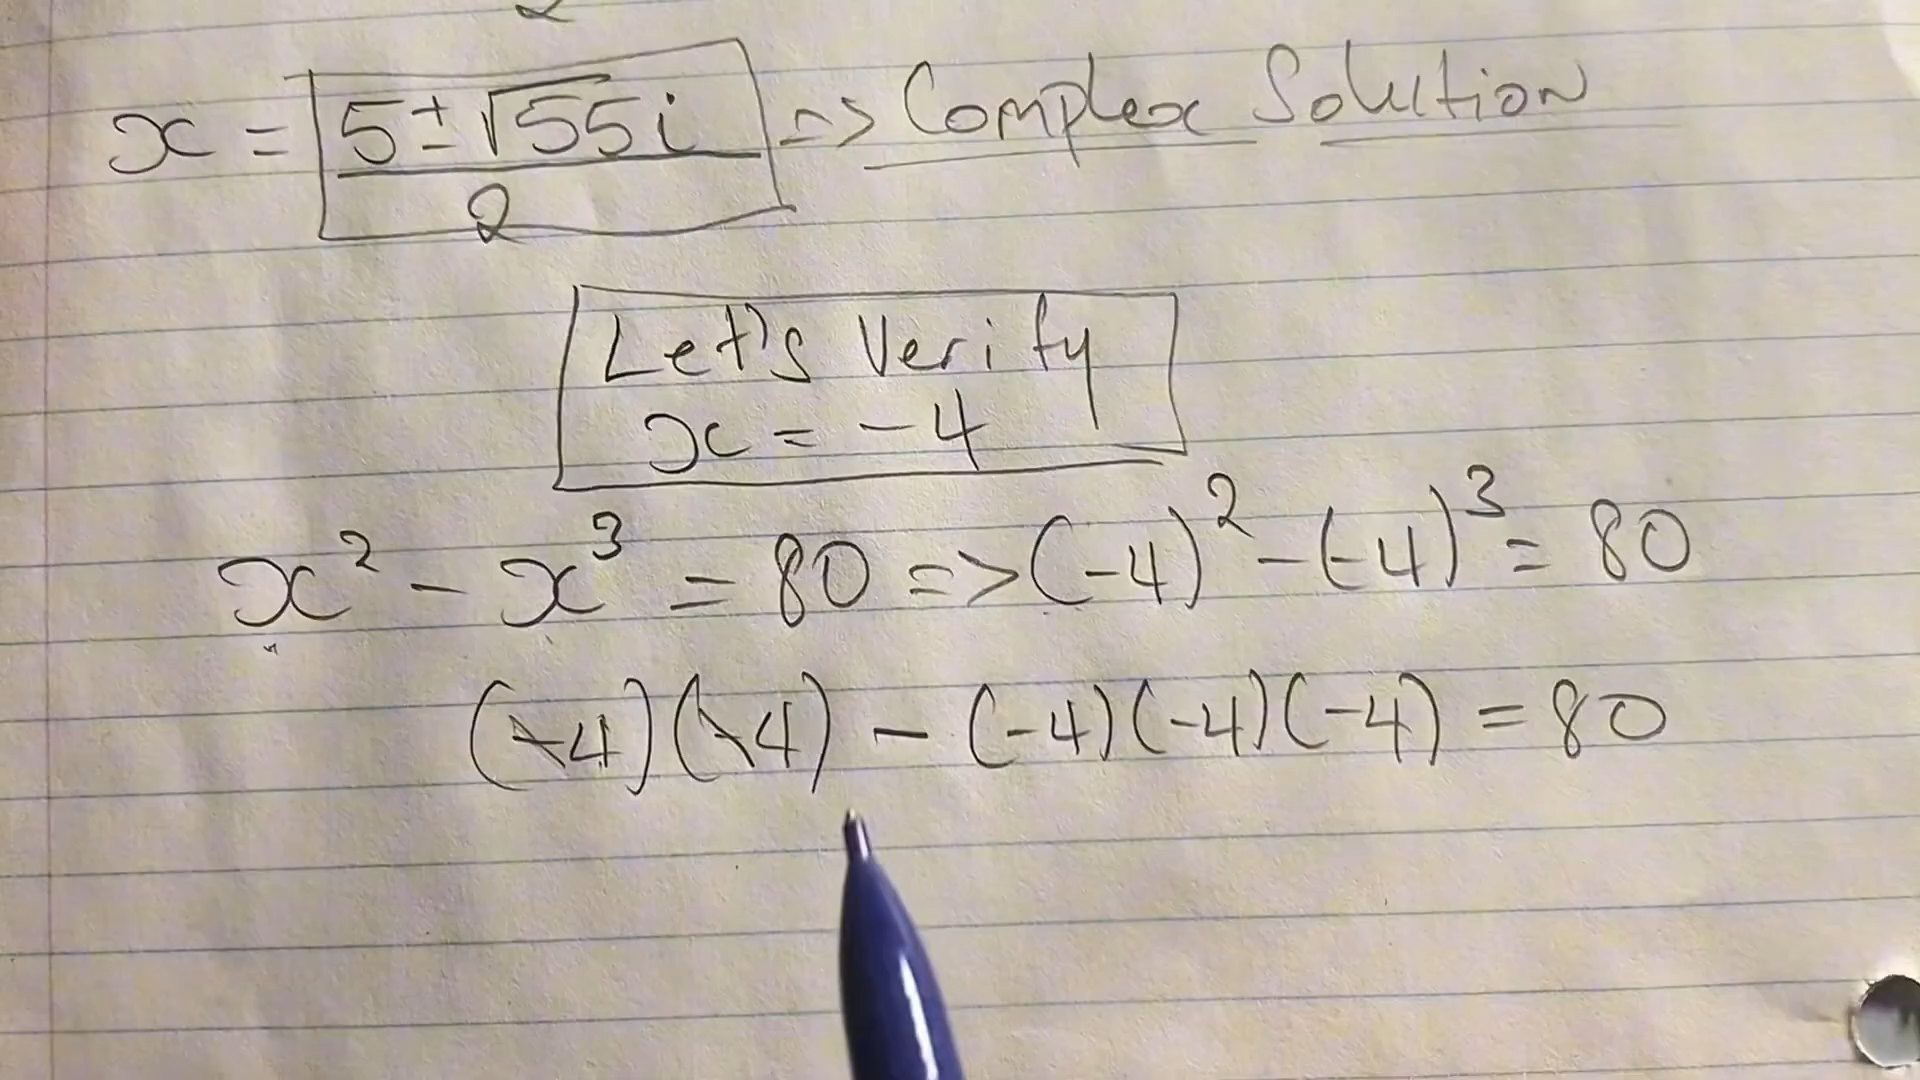 x = 5±√55i / 2 => Complex Solution
Let's Verify
x = -4
x² - x³ = 80 => (-4)² - (-4)³ = 80
(-4)(-4) - (-4)(-4)(-4) = 80